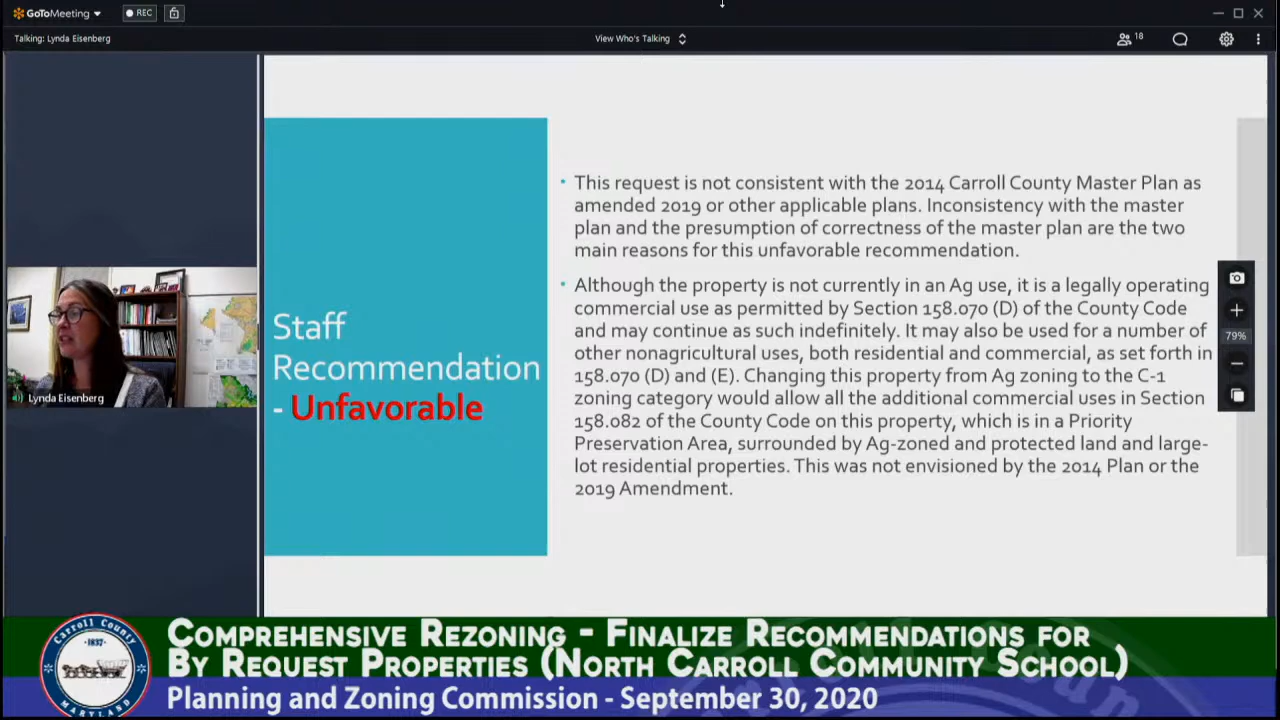 GoToMeeting
REC
Talking: Lynda Eisenberg
View Who's Talking
18
Staff
Recommendation
- Unfavorable
• This request is not consistent with the 2014 Carroll County Master Plan as
amended 2019 or other applicable plans. Inconsistency with the master
plan and the presumption of correctness of the master plan are the two
main reasons for this unfavorable recommendation.
• Although the property is not currently in an Ag use, it is a legally operating
commercial use as permitted by Section 158.070 (D) of the County Code
and may continue as such indefinitely. It may also be used for a number of
other nonagricultural uses, both residential and commercial, as set forth in
158.070 (D) and (E). Changing this property from Ag zoning to the C-1
zoning category would allow all the additional commercial uses in Section
158.082 of the County Code on this property, which is in a Priority
Preservation Area, surrounded by Ag-zoned and protected land and large-
lot residential properties. This was not envisioned by the 2014 Plan or the
2019 Amendment.
79%
Lynda Eisenberg
Carroll County
1837
MARYLAND
Comprehensive Rezoning - Finalize Recommendations for
By Request Properties (North Carroll Community School)
Planning and Zoning Commission - September 30, 2020